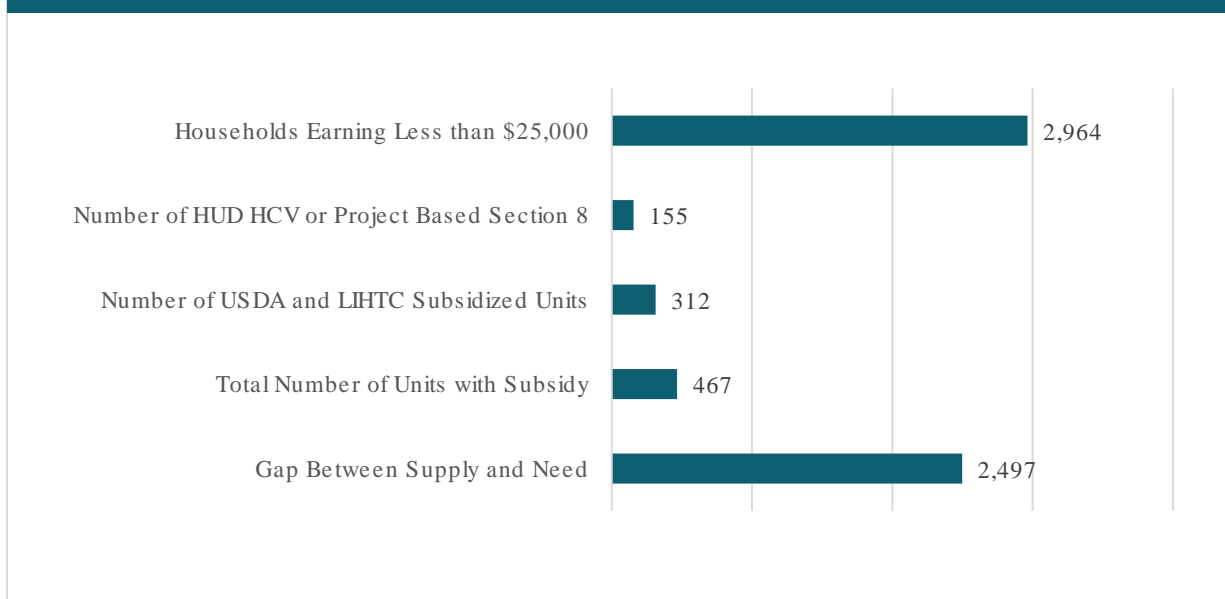 Households Earning Less than $25,000 2,964
Number of HUD HCV or Project Based Section 8 155
Number of USDA and LIHTC Subsidized Units 312
Total Number of Units with Subsidy 467
Gap Between Supply and Need 2,497